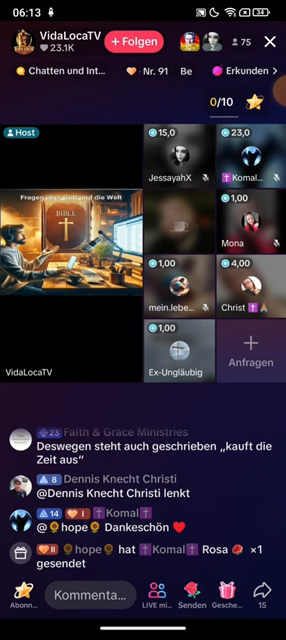 06:13
34
VidaLocaTV
23.1K
+ Folgen
10+
2
75
Chatten und Int...
Nr. 91
Be
Erkunden >
0/10
Host
15,0
JessayahX
23,0
Komal...
Fragen über Gott und die Welt
BIBLE
1,00
Mona
1,00
mein.lebe...
4,00
Christ
1,00
Ex-Ungläubig
VidaLocaTV
+
Anfragen
23 Faith & Grace Ministries
Deswegen steht auch geschrieben „kauft die
Zeit aus“
8 Dennis Knecht Christi
@Dennis Knecht Christi lenkt
14 I ✝️Komal✝️
@🌻hope🌻 Dankeschön ❤️
II 🌻hope🌻 hat ✝️Komal✝️ Rosa 🌹 ×1
gesendet
Abonn...
Kommenta...
LIVE mi...
Senden
Gesche...
15